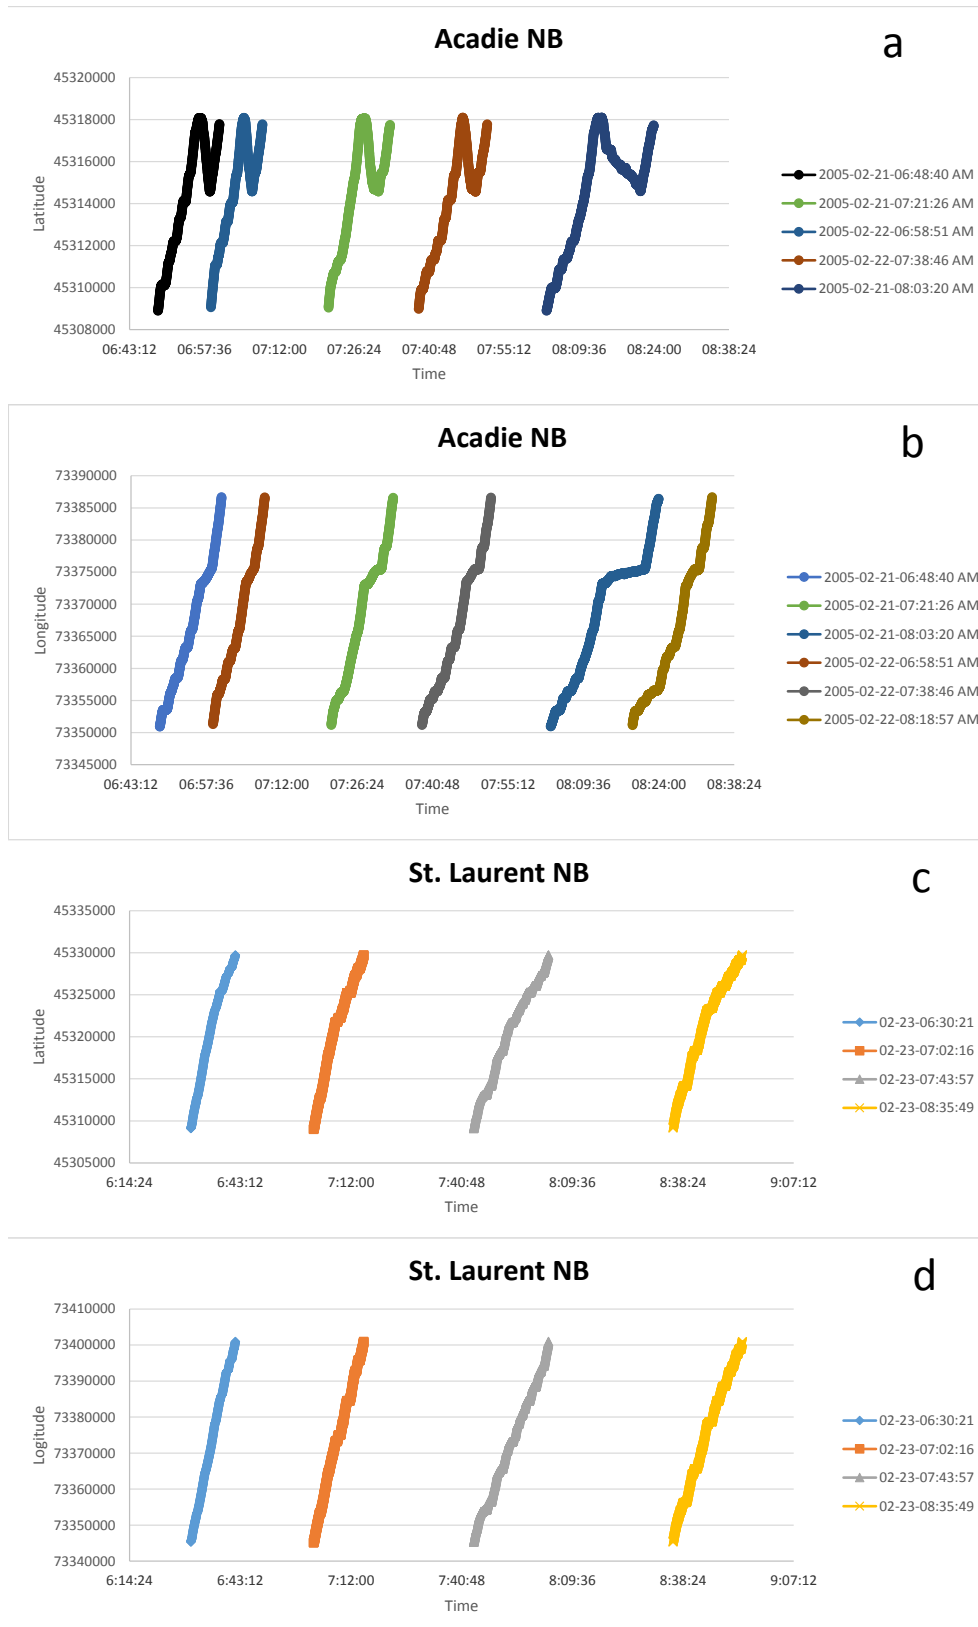 Acadie NB
a
45320000
45318000
45316000
45314000
45312000
45310000
45308000
Latitude
06:43:12 06:57:36 07:12:00 07:26:24 07:40:48 07:55:12 08:09:36 08:24:00 08:38:24
Time
2005-02-21-06:48:40 AM
2005-02-21-07:21:26 AM
2005-02-22-06:58:51 AM
2005-02-22-07:38:46 AM
2005-02-21-08:03:20 AM
Acadie NB
b
73390000
73385000
73380000
73375000
73370000
73365000
73360000
73355000
73350000
73345000
Longitude
06:43:12 06:57:36 07:12:00 07:26:24 07:40:48 07:55:12 08:09:36 08:24:00 08:38:24
Time
2005-02-21-06:48:40 AM
2005-02-21-07:21:26 AM
2005-02-21-08:03:20 AM
2005-02-22-06:58:51 AM
2005-02-22-07:38:46 AM
2005-02-22-08:18:57 AM
St. Laurent NB
c
45335000
45330000
45325000
45320000
45315000
45310000
45305000
Latitude
6:14:24 6:43:12 7:12:00 7:40:48 8:09:36 8:38:24 9:07:12
Time
02-23-06:30:21
02-23-07:02:16
02-23-07:43:57
02-23-08:35:49
St. Laurent NB
d
73410000
73400000
73390000
73380000
73370000
73360000
73350000
73340000
Logitude
6:14:24 6:43:12 7:12:00 7:40:48 8:09:36 8:38:24 9:07:12
Time
02-23-06:30:21
02-23-07:02:16
02-23-07:43:57
02-23-08:35:49